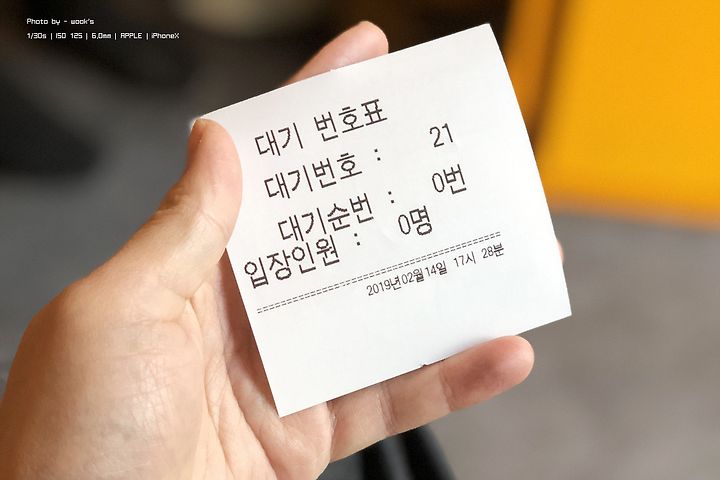 Photo by - wook's
1/30s | ISO 125 | 6.0mm | APPLE | iPhoneX
대기 번호표
대기번호 : 21
대기순번 : 0번
입장인원 : 0명
==================================================
2019년02월14일 17시 28분